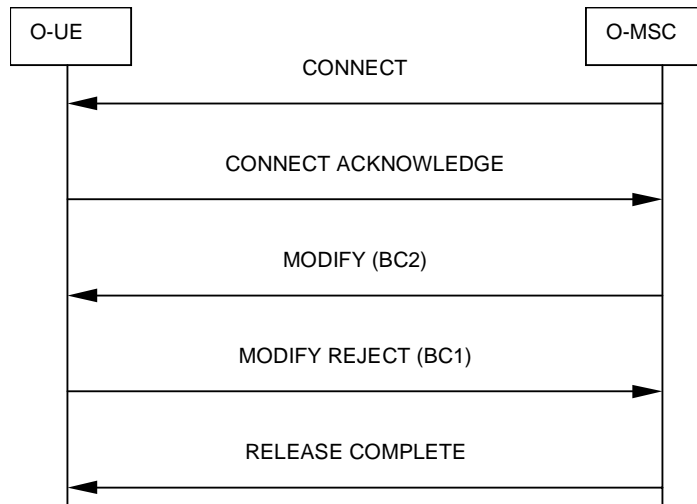 O-UE
O-MSC
CONNECT
CONNECT ACKNOWLEDGE
MODIFY (BC2)
MODIFY REJECT (BC1)
RELEASE COMPLETE